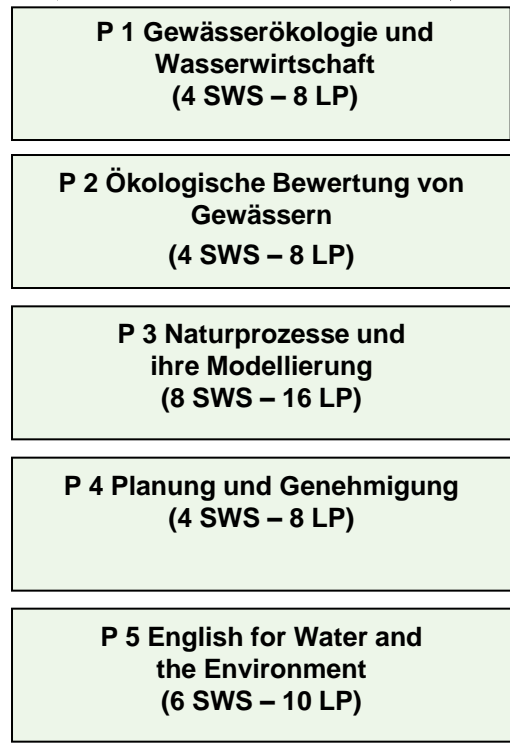 P 1 Gewässerökologie und
Wasserwirtschaft
(4 SWS – 8 LP)
P 2 Ökologische Bewertung von
Gewässern
(4 SWS – 8 LP)
P 3 Naturprozesse und
ihre Modellierung
(8 SWS – 16 LP)
P 4 Planung und Genehmigung
(4 SWS – 8 LP)
P 5 English for Water and
the Environment
(6 SWS – 10 LP)